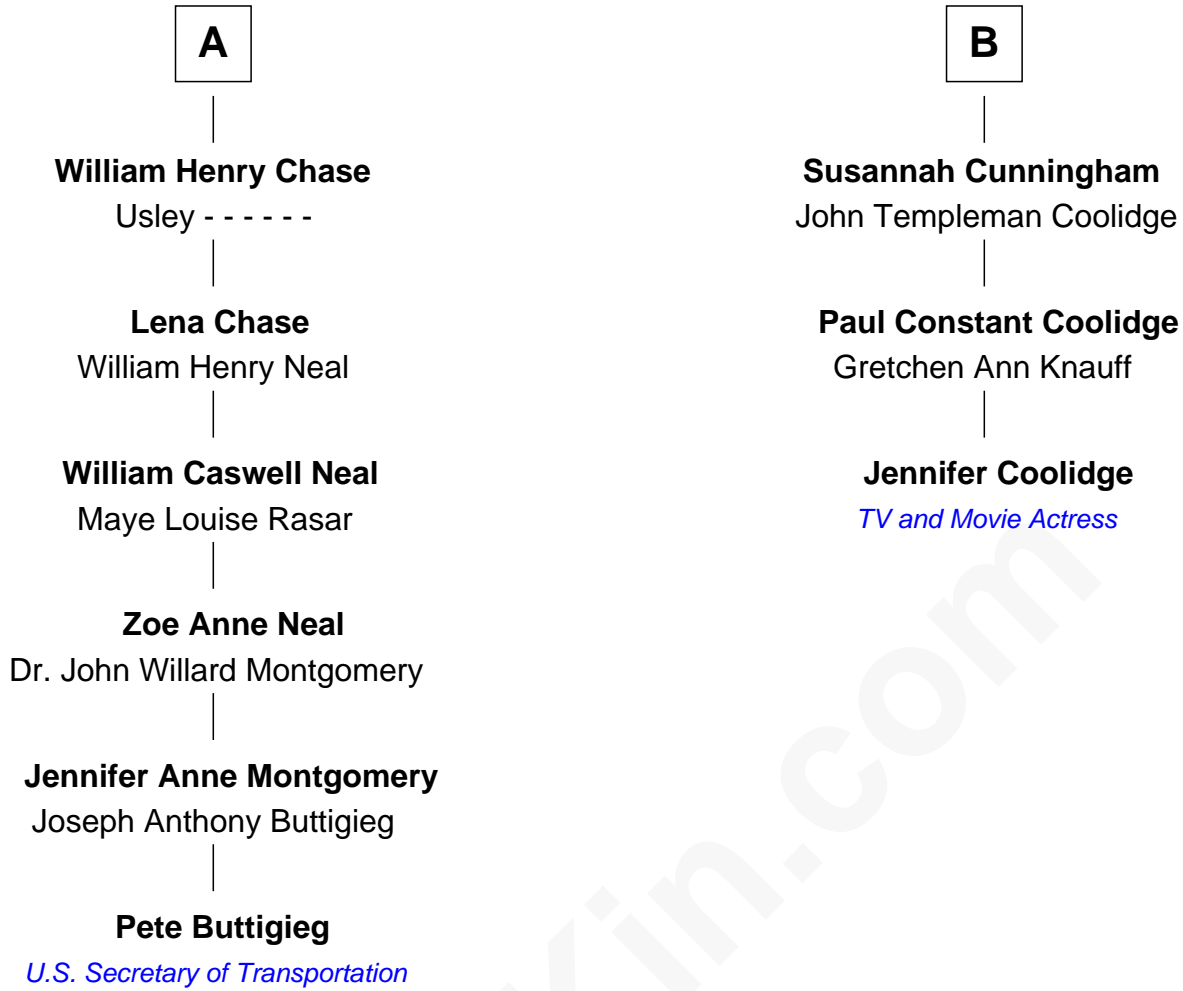 A
William Henry Chase
Usley - - - - - -
Lena Chase
William Henry Neal
William Caswell Neal
Maye Louise Rasar
Zoe Anne Neal
Dr. John Willard Montgomery
Jennifer Anne Montgomery
Joseph Anthony Buttigieg
Pete Buttigieg
U.S. Secretary of Transportation
B
Susannah Cunningham
John Templeman Coolidge
Paul Constant Coolidge
Gretchen Ann Knauff
Jennifer Coolidge
TV and Movie Actress
Kin.com